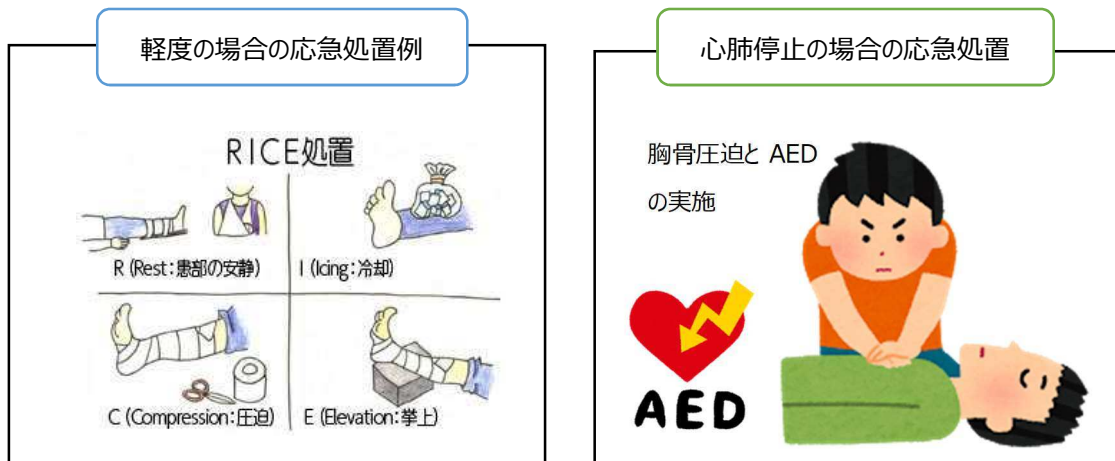 軽度の場合の応急処置例
RICE処置
R (Rest:患部の安静)
I (Icing:冷却)
C (Compression:圧迫)
E (Elevation:挙上)
心肺停止の場合の応急処置
胸骨圧迫と AED
の実施
AED